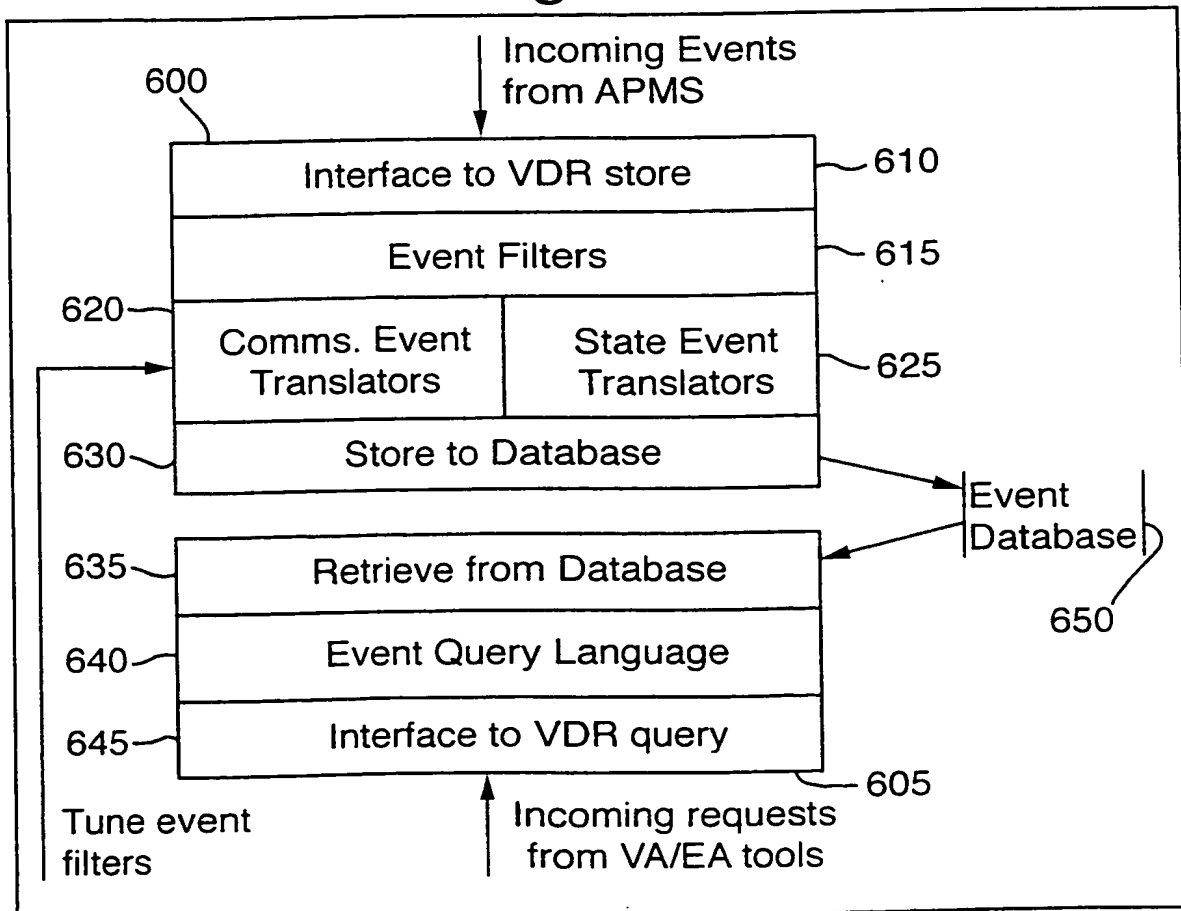 Incoming Events
from APMS
600
Interface to VDR store
610
Event Filters
615
620
Comms. Event
Translators
State Event
Translators
625
630
Store to Database
Event
Database
650
635
Retrieve from Database
640
Event Query Language
645
Interface to VDR query
605
Tune event
filters
Incoming requests
from VA/EA tools